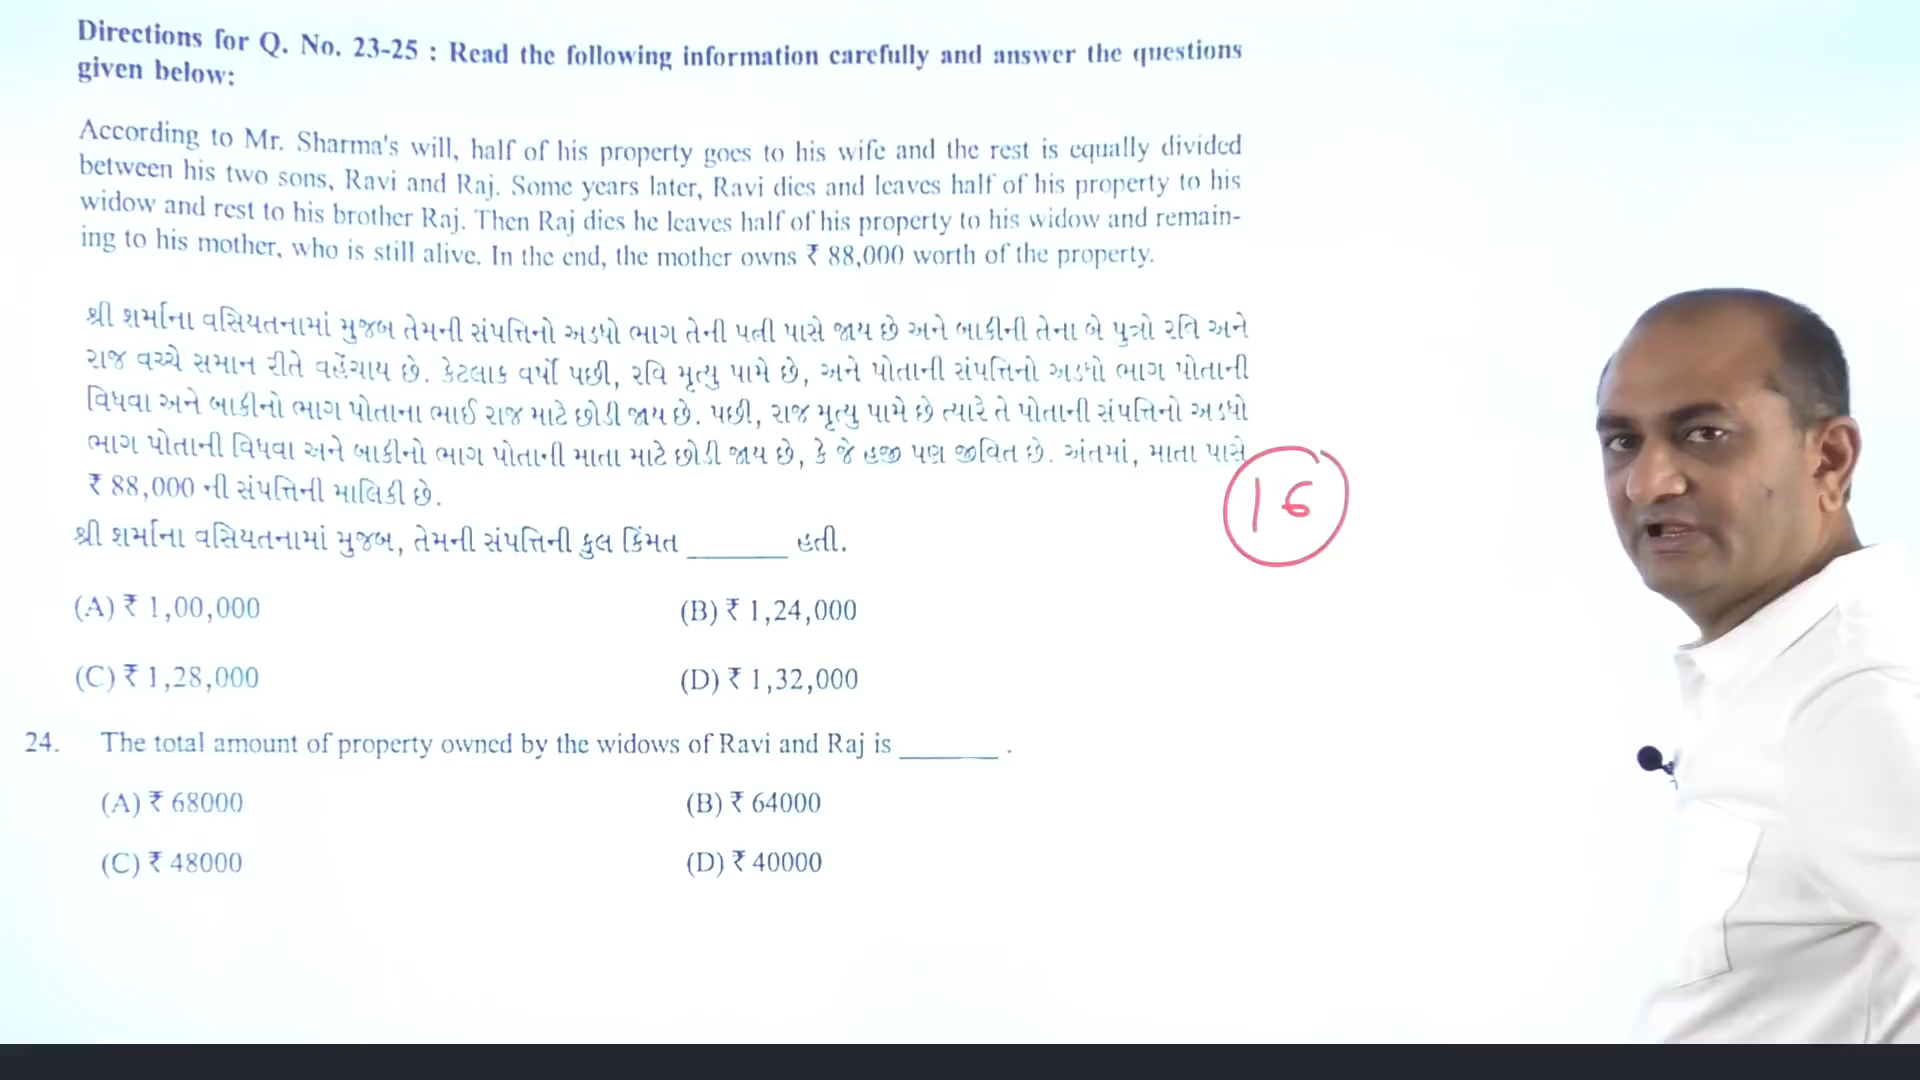 Directions for Q. No. 23-25 : Read the following information carefully and answer the questions
given below:
According to Mr. Sharma's will, half of his property goes to his wife and the rest is equally divided
between his two sons, Ravi and Raj. Some years later, Ravi dies and leaves half of his property to his
widow and rest to his brother Raj. Then Raj dies he leaves half of his property to his widow and remain-
ing to his mother, who is still alive. In the end, the mother owns ₹ 88,000 worth of the property.
શ્રી શર્માના વસિયતનામાં મુજબ તેમની સંપત્તિનો અડધો ભાગ તેની પત્ની પાસે જાય છે અને બાકીની તેના બે પુત્રો રવિ અને
રાજ વચ્ચે સમાન રીતે વહેંચાય છે. કેટલાક વર્ષો પછી, રવિ મૃત્યુ પામે છે, અને પોતાની સંપત્તિનો અડધો ભાગ પોતાની
વિધવા અને બાકીનો ભાગ પોતાના ભાઈ રાજ માટે છોડી જાય છે. પછી, રાજ મૃત્યુ પામે છે ત્યારે તે પોતાની સંપત્તિનો અડધો
ભાગ પોતાની વિધવા અને બાકીનો ભાગ પોતાની માતા માટે છોડી જાય છે, કે જે હજી પણ જીવિત છે. અંતમાં, માતા પાસે
₹ 88,000 ની સંપત્તિની માલિકી છે.
16
શ્રી શર્માના વસિયતનામાં મુજબ, તેમની સંપત્તિની કુલ કિંમત ______ હતી.
(A) ₹ 1,00,000 (B) ₹ 1,24,000
(C) ₹ 1,28,000 (D) ₹ 1,32,000
24. The total amount of property owned by the widows of Ravi and Raj is ______ .
(A) ₹ 68000 (B) ₹ 64000
(C) ₹ 48000 (D) ₹ 40000